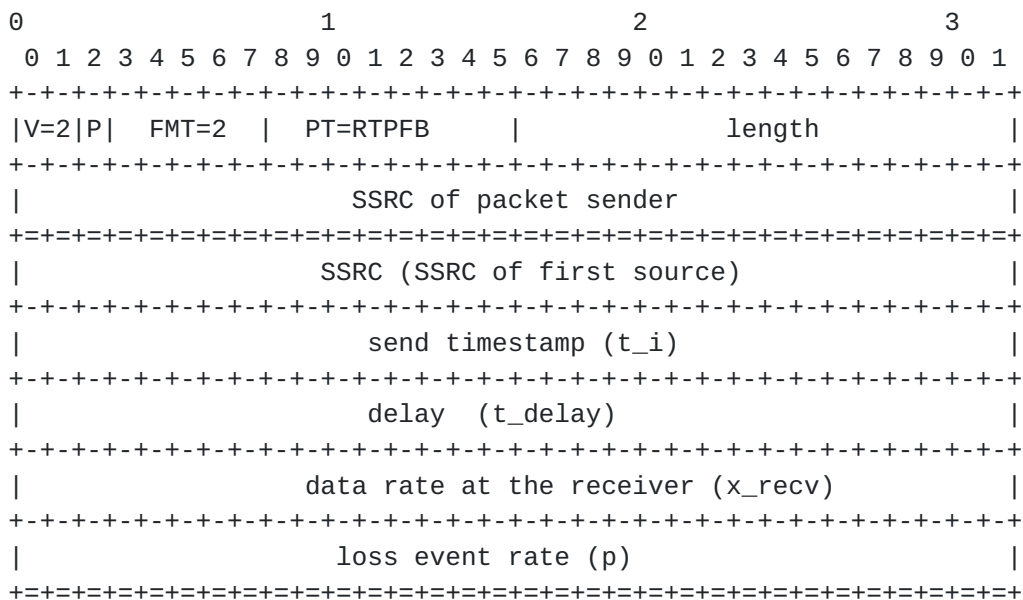 0                   1                   2                   3
 0 1 2 3 4 5 6 7 8 9 0 1 2 3 4 5 6 7 8 9 0 1 2 3 4 5 6 7 8 9 0 1
+-+-+-+-+-+-+-+-+-+-+-+-+-+-+-+-+-+-+-+-+-+-+-+-+-+-+-+-+-+-+-+-+
|V=2|P|  FMT=2  |  PT=RTPFB     |             length            |
+-+-+-+-+-+-+-+-+-+-+-+-+-+-+-+-+-+-+-+-+-+-+-+-+-+-+-+-+-+-+-+-+
|                     SSRC of packet sender                     |
+=+=+=+=+=+=+=+=+=+=+=+=+=+=+=+=+=+=+=+=+=+=+=+=+=+=+=+=+=+=+=+=+
|                   SSRC (SSRC of first source)                 |
+-+-+-+-+-+-+-+-+-+-+-+-+-+-+-+-+-+-+-+-+-+-+-+-+-+-+-+-+-+-+-+-+
|                      send timestamp (t_i)                     |
+-+-+-+-+-+-+-+-+-+-+-+-+-+-+-+-+-+-+-+-+-+-+-+-+-+-+-+-+-+-+-+-+
|                      delay  (t_delay)                         |
+-+-+-+-+-+-+-+-+-+-+-+-+-+-+-+-+-+-+-+-+-+-+-+-+-+-+-+-+-+-+-+-+
|                  data rate at the receiver (x_recv)           |
+-+-+-+-+-+-+-+-+-+-+-+-+-+-+-+-+-+-+-+-+-+-+-+-+-+-+-+-+-+-+-+-+
|                    loss event rate (p)                        |
+=+=+=+=+=+=+=+=+=+=+=+=+=+=+=+=+=+=+=+=+=+=+=+=+=+=+=+=+=+=+=+=+